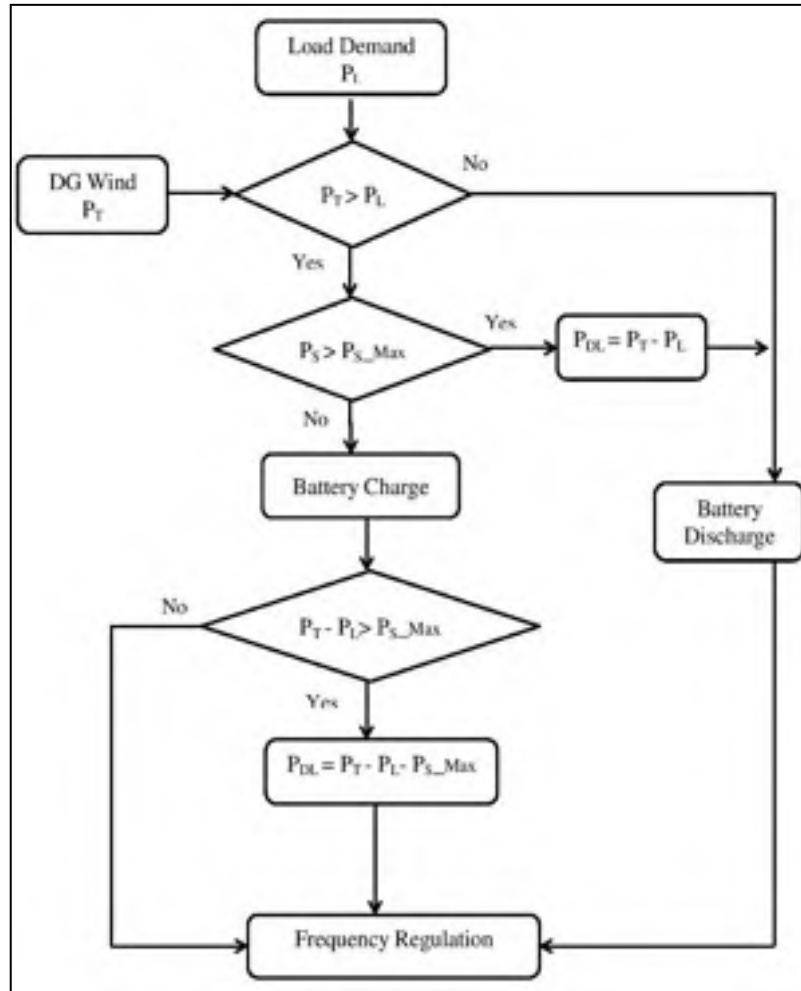 Load Demand
P_L
No
DG Wind
P_T
P_T > P_L
Yes
Yes
P_S > P_S_Max
P_DL = P_T - P_L
No
Battery Charge
Battery
Discharge
No
P_T - P_L > P_S_Max
Yes
P_DL = P_T - P_L - P_S_Max
Frequency Regulation